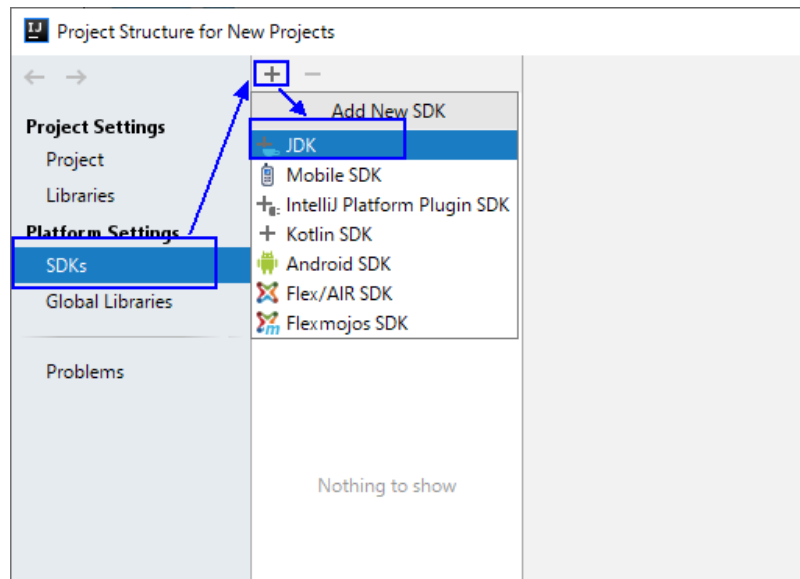 IJ
Project Structure for New Projects
Add New SDK
Project Settings
JDK
Project
Mobile SDK
Libraries
IntelliJ Platform Plugin SDK
Platform Settings
Kotlin SDK
SDKs
Android SDK
Global Libraries
Flex/AIR SDK
Flexmojos SDK
Problems
Nothing to show